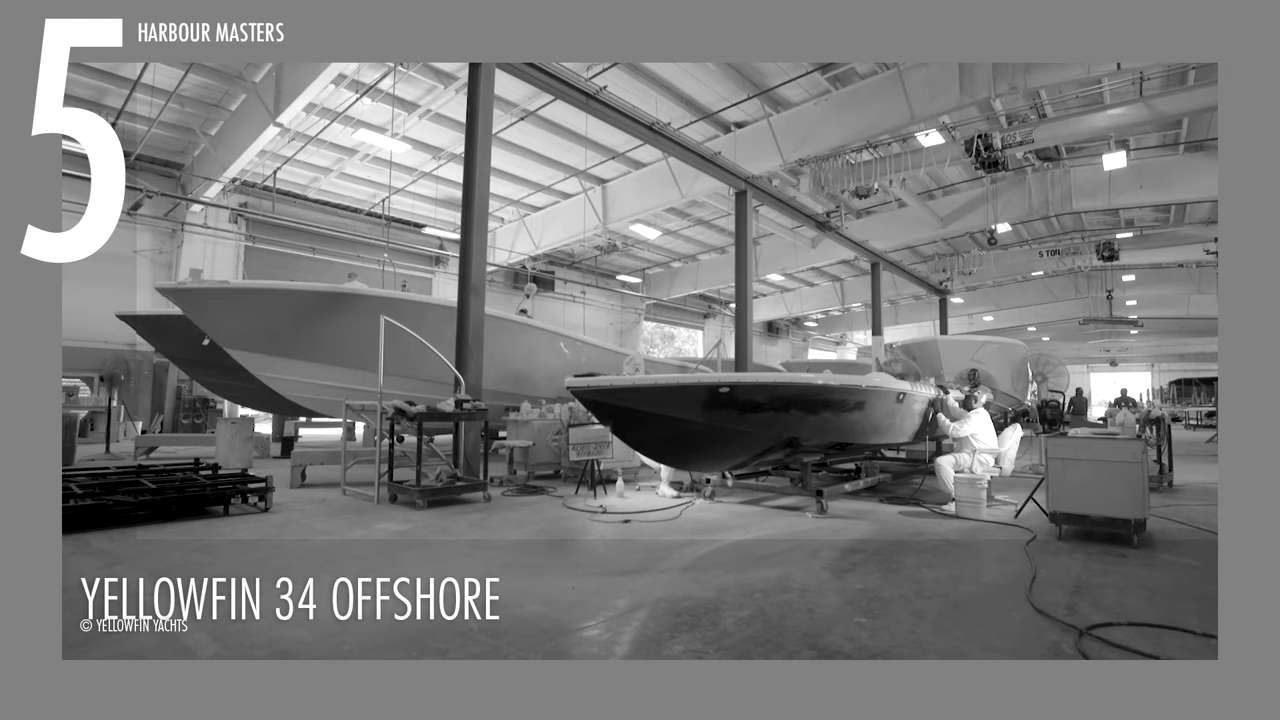 5
HARBOUR MASTERS
5 TON
YELLOWFIN 34 OFFSHORE
© YELLOWFIN YACHTS